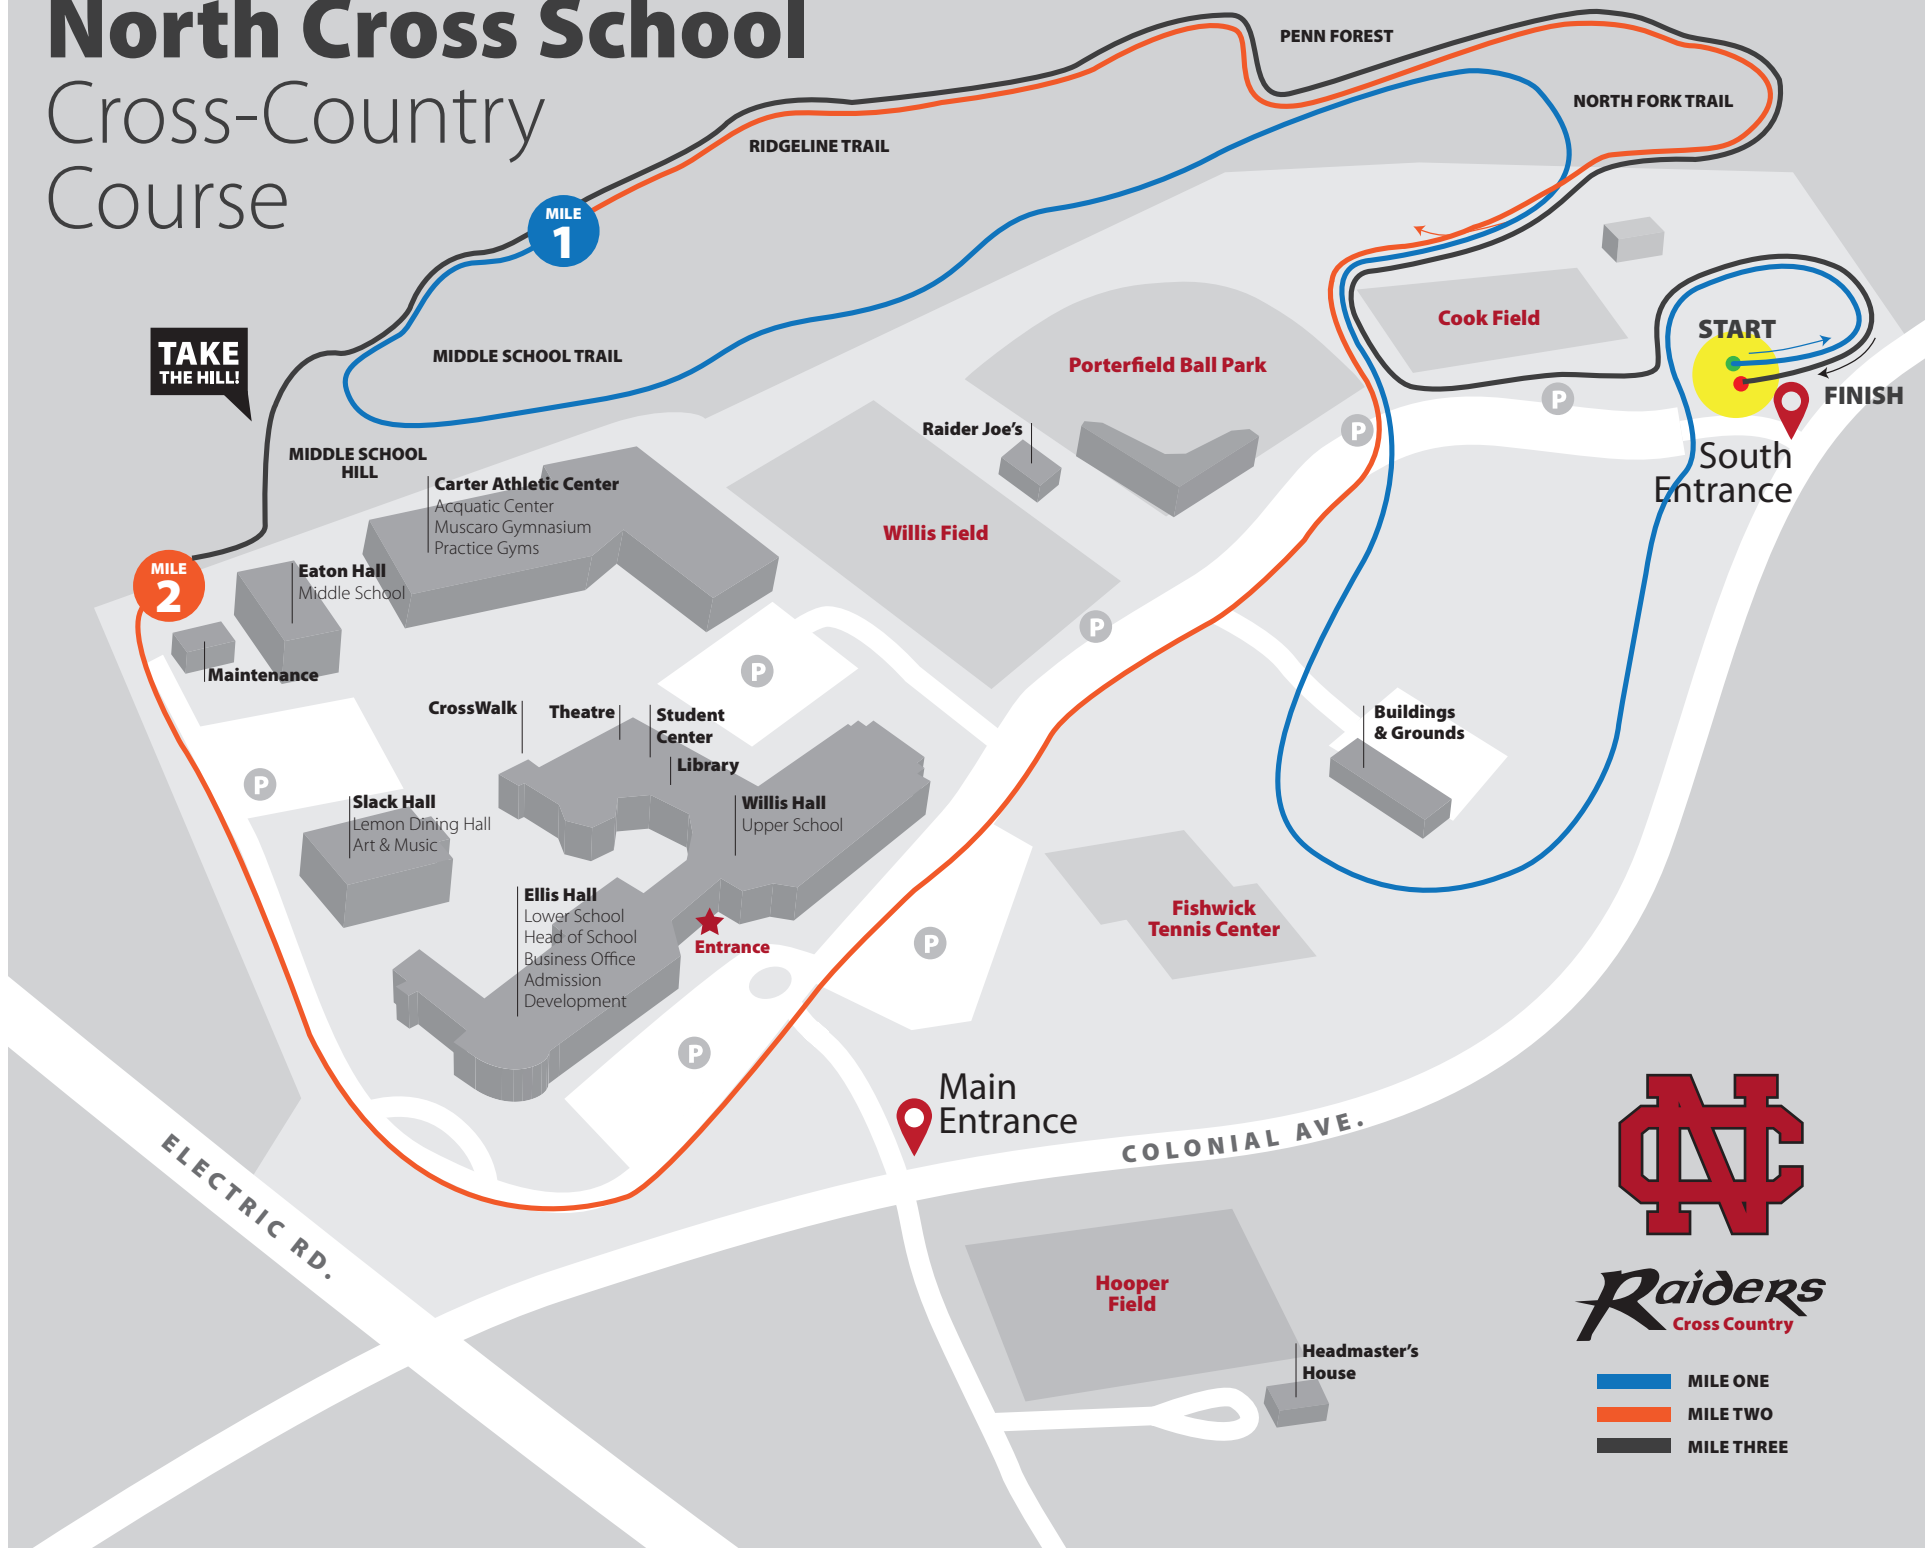 North Cross School
Cross-Country
Course
PENN FOREST
NORTH FORK TRAIL
RIDGELINE TRAIL
MILE
1
MIDDLE SCHOOL TRAIL
TAKE
THE HILL!
MIDDLE SCHOOL
HILL
Cook Field
START
FINISH
South
Entrance
Porterfield Ball Park
P
P
Raider Joe's
Willis Field
Carter Athletic Center
Acquatic Center
Muscaro Gymnasium
Practice Gyms
MILE
2
Eaton Hall
Middle School
Maintenance
P
P
CrossWalk
Theatre
Student
Center
Library
Buildings
& Grounds
P
Slack Hall
Lemon Dining Hall
Art & Music
Willis Hall
Upper School
Ellis Hall
Lower School
Head of School
Business Office
Admission
Development
Entrance
P
P
Fishwick
Tennis Center
Main
Entrance
COLONIAL AVE.
ELECTRIC RD.
Hooper
Field
Headmaster's
House
NC
Raiders
Cross Country
MILE ONE
MILE TWO
MILE THREE